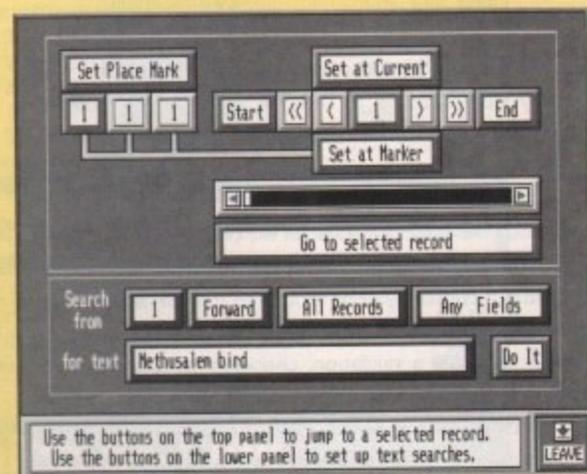 Set Place Mark
Set at Current
1 1 1
Start << < 1 > >> End
Set at Marker
Go to selected record
Search from 1 Forward All Records Any Fields
for text Methusalem bird Do It
Use the buttons on the top panel to jump to a selected record.
Use the buttons on the lower panel to set up text searches.
LEAVE